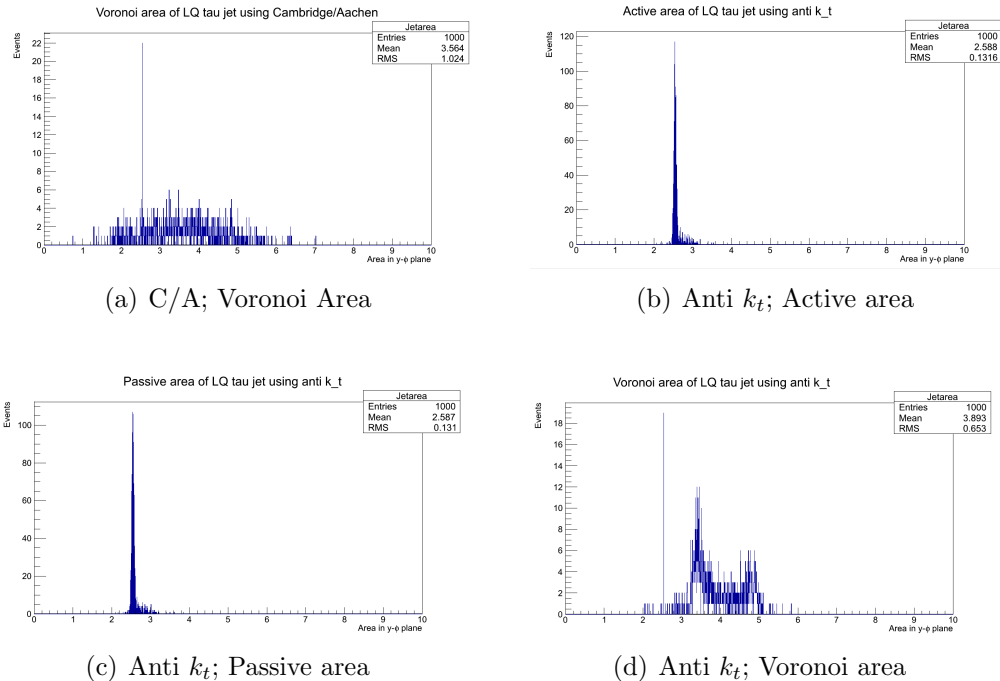 Voronoi area of LQ tau jet using Cambridge/Aachen
Jetarea
Entries 1000
Mean 3.564
RMS 1.024
Events
22
20
18
16
14
12
10
8
6
4
2
0
0 1 2 3 4 5 6 7 8 9 10
Area in y-ϕ plane
(a) C/A; Voronoi Area
Active area of LQ tau jet using anti k_t
Jetarea
Entries 1000
Mean 2.588
RMS 0.1316
Events
120
100
80
60
40
20
0
0 1 2 3 4 5 6 7 8 9 10
Area in y-ϕ plane
(b) Anti kₜ; Active area
Passive area of LQ tau jet using anti k_t
Jetarea
Entries 1000
Mean 2.587
RMS 0.131
Events
100
80
60
40
20
0
0 1 2 3 4 5 6 7 8 9 10
Area in y-ϕ plane
(c) Anti kₜ; Passive area
Voronoi area of LQ tau jet using anti k_t
Jetarea
Entries 1000
Mean 3.893
RMS 0.653
Events
18
16
14
12
10
8
6
4
2
0
0 1 2 3 4 5 6 7 8 9 10
Area in y-ϕ plane
(d) Anti kₜ; Voronoi area